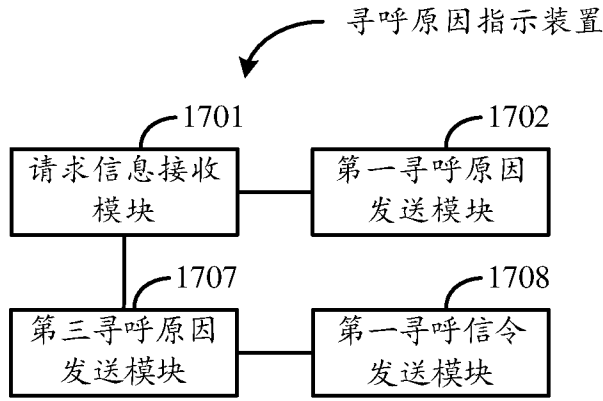 寻呼原因指示装置
1701
1702
请求信息接收
模块
第一寻呼原因
发送模块
1707
1708
第三寻呼原因
发送模块
第一寻呼信令
发送模块